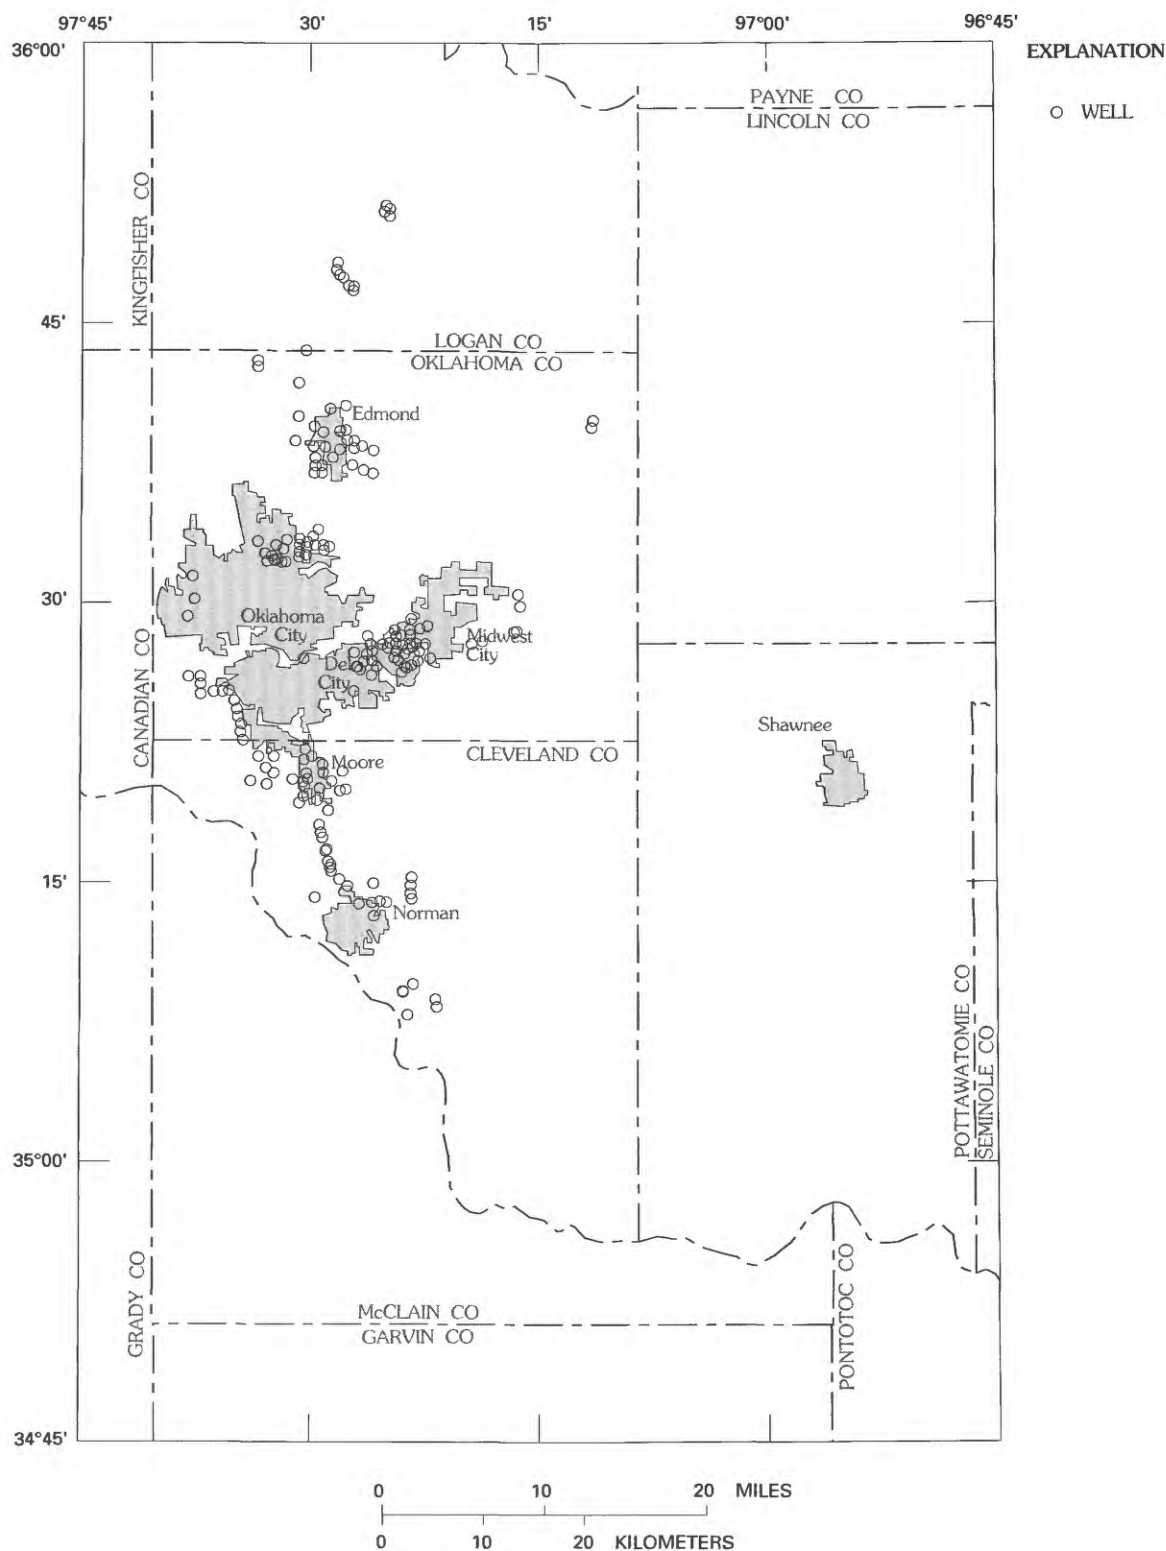 97°45' 30' 15' 97°00' 96°45'
36°00'
EXPLANATION
PAYNE CO
LINCOLN CO
WELL
KINGFISHER CO
45'
LOGAN CO
OKLAHOMA CO
Edmond
30'
Oklahoma
City
Midwest
City
Del
City
CANADIAN CO
Shawnee
CLEVELAND CO
Moore
15'
Norman
POTTAWATOMIE CO
SEMINOLE CO
35°00'
GRADY CO
McCLAIN CO
GARVIN CO
PONTOTOC CO
34°45'
0 10 20 MILES
0 10 20 KILOMETERS